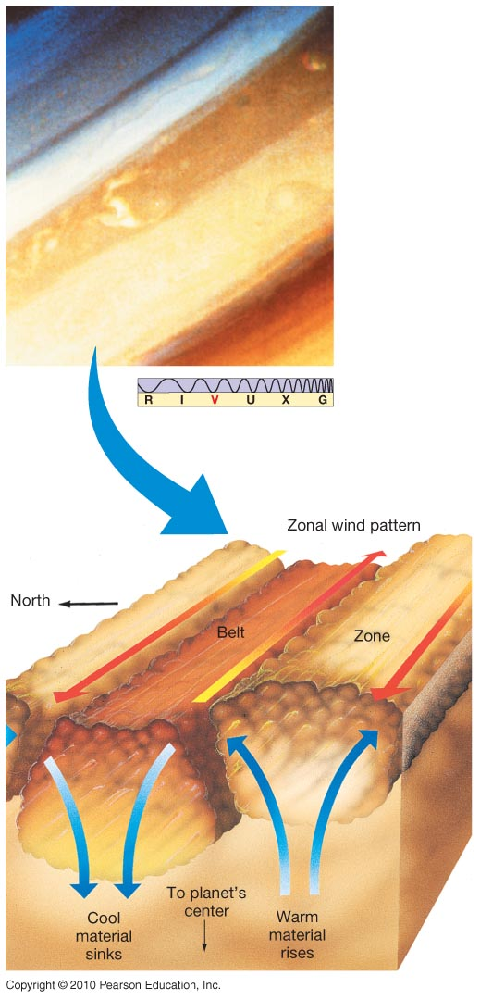 R I V U X G
Zonal wind pattern
North
Belt
Zone
To planet's
center
Cool
material
sinks
Warm
material
rises
Copyright © 2010 Pearson Education, Inc.